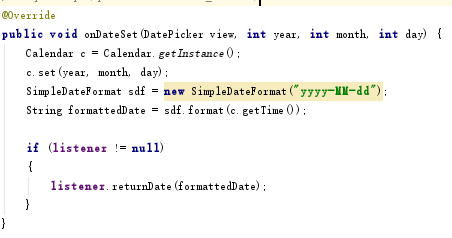 @Override
public void onDateSet(DatePicker view, int year, int month, int day) {
Calendar c = Calendar.getInstance();
c.set(year, month, day);
SimpleDateFormat sdf = new SimpleDateFormat("yyyy-MM-dd");
String formattedDate = sdf.format(c.getTime());
if (listener != null)
{
listener.returnDate(formattedDate);
}
}